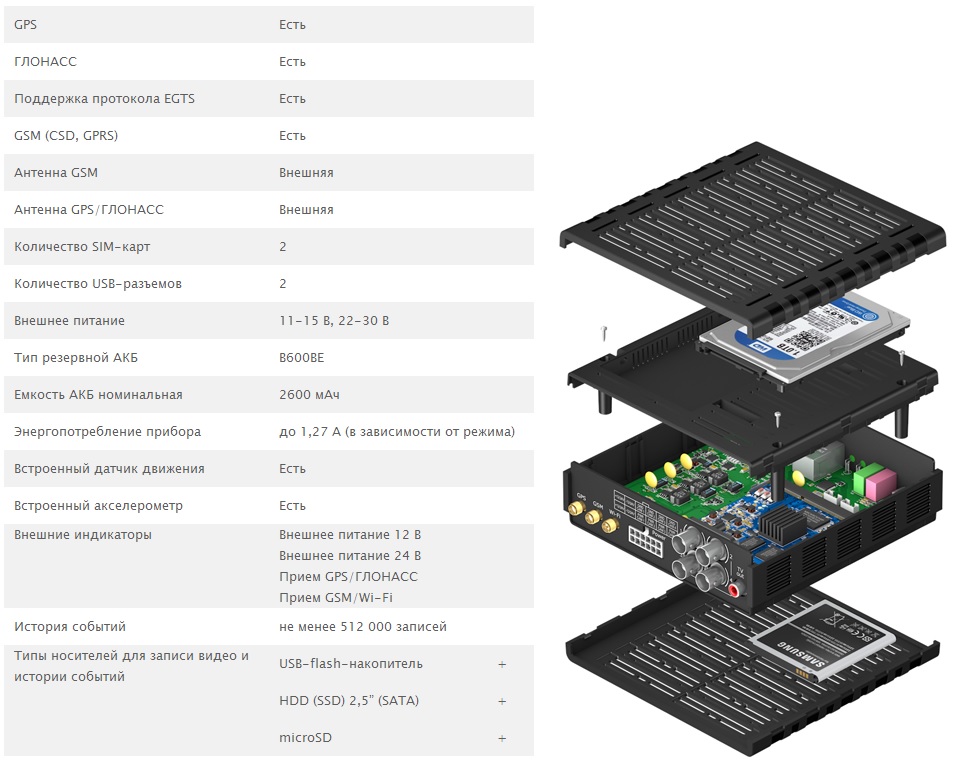 GPS Есть
ГЛОНАСС Есть
Поддержка протокола EGTS Есть
GSM (CSD, GPRS) Есть
Антенна GSM Внешняя
Антенна GPS/ГЛОНАСС Внешняя
Количество SIM-карт 2
Количество USB-разъемов 2
Внешнее питание 11-15 В, 22-30 В
Тип резервной АКБ B600BE
Емкость АКБ номинальная 2600 мАч
Энергопотребление прибора до 1,27 А (в зависимости от режима)
Встроенный датчик движения Есть
Встроенный акселерометр Есть
Внешние индикаторы Внешнее питание 12 В
Внешнее питание 24 В
Прием GPS/ГЛОНАСС
Прием GSM/Wi-Fi
История событий не менее 512 000 записей
Типы носителей для записи видео и
истории событий
USB-flash-накопитель +
HDD (SSD) 2,5” (SATA) +
microSD +
1.0TB
WD
GPS
GSM
Wi-Fi
Power
2
TV
out
SAMSUNG